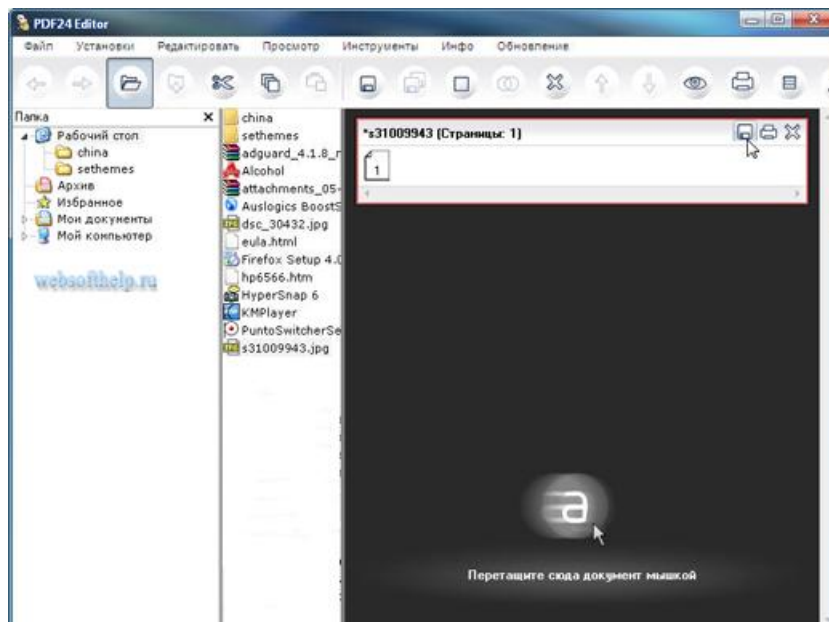 PDF24 Editor
Файл Установки Редактировать Просмотр Инструменты Инфо Обновление
Папка
Рабочий стол
china
sethemes
Архив
Избранное
Мои документы
Мой компьютер
websofthelp.ru
china
sethemes
adguard_4.1.8_r
Alcohol
attachments_05-
Auslogics BoostS
dsc_30432.jpg
eula.html
Firefox Setup 4.0
hp6566.htm
HyperSnap 6
KMPlayer
PuntoSwitcherSe
s31009943.jpg
*s31009943 (Страницы: 1)
1
a
Перетащите сюда документ мышкой